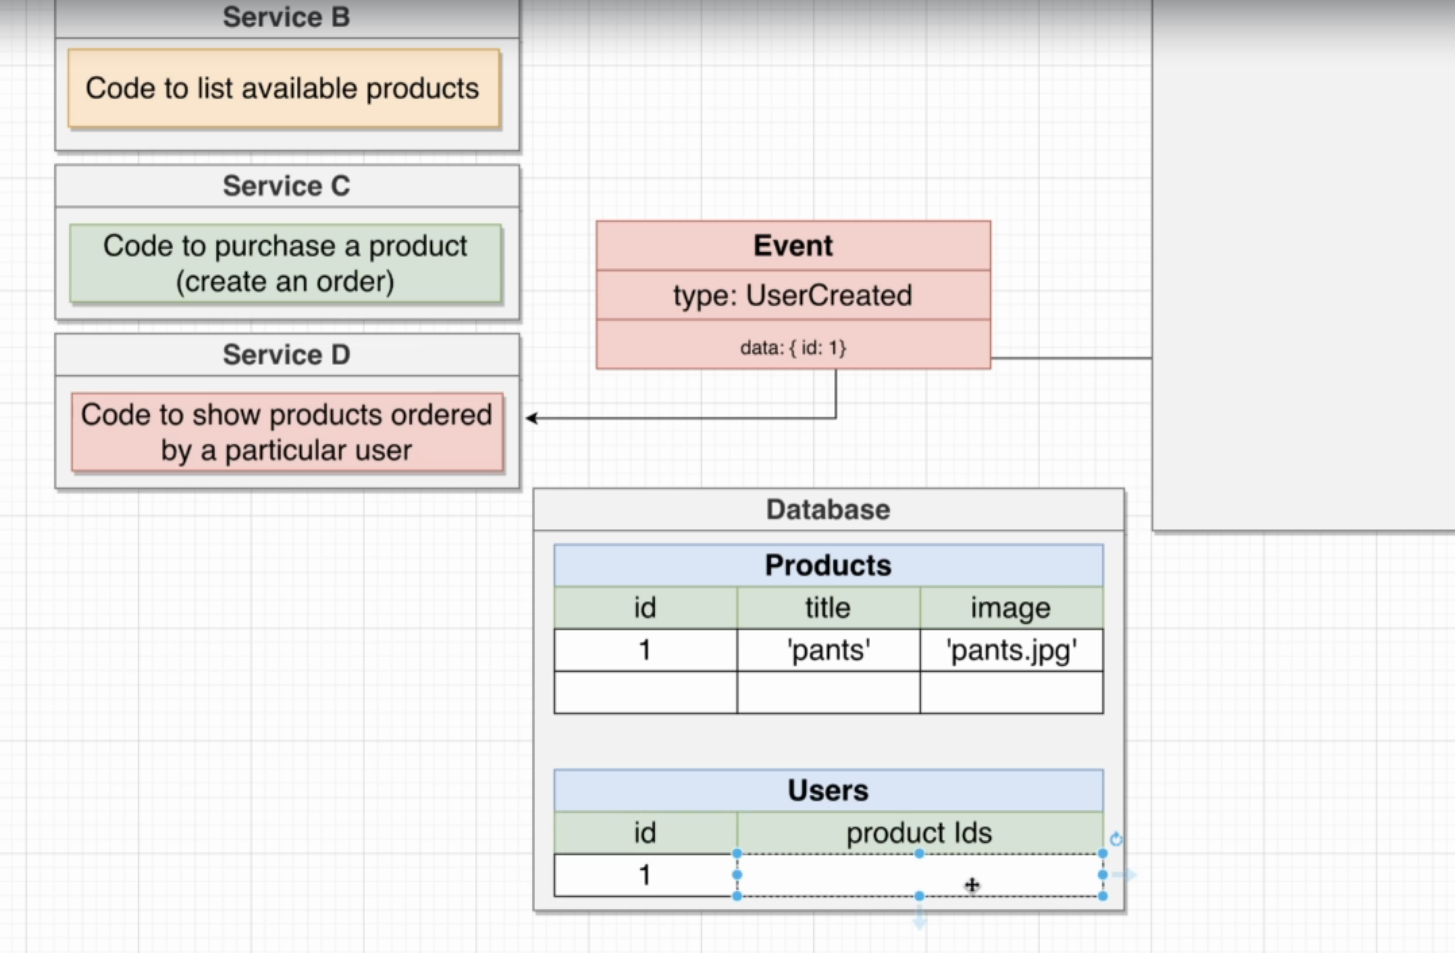 Service B
Code to list available products
Service C
Code to purchase a product
(create an order)
Service D
Code to show products ordered
by a particular user
Event
type: UserCreated
data: { id: 1}
Database
Products
id title image
1 'pants' 'pants.jpg'
Users
id product Ids
1